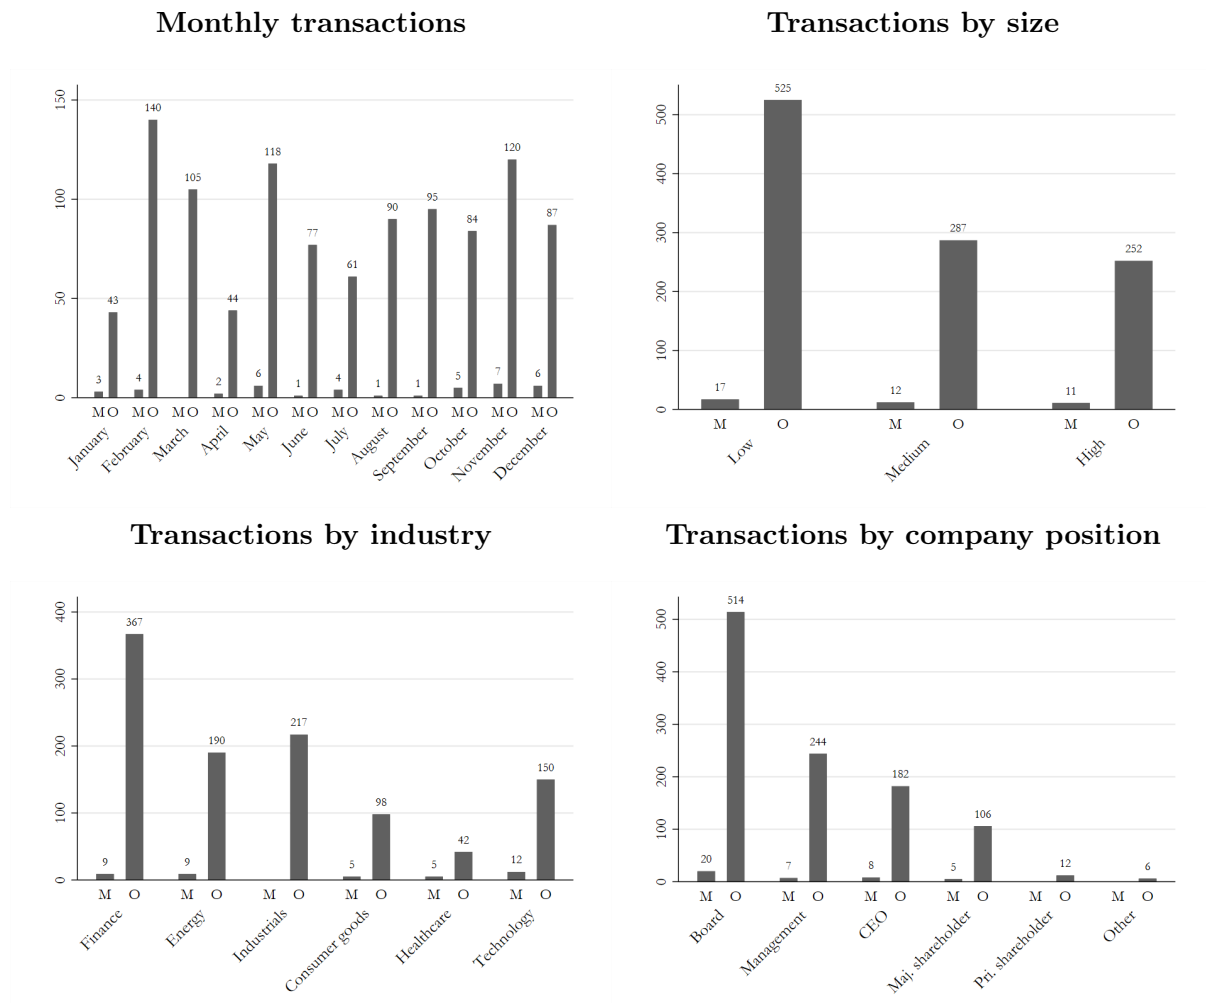 Monthly transactions
150
100
50
0
3 43 4 140 105 2 44 6 118 1 77 4 61 1 90 1 95 5 84 7 120 6 87
M O M O M O M O M O M O M O M O M O M O M O M O
January February March April May June July August September October November December
Transactions by size
500
400
300
200
100
0
17 525 12 287 11 252
M O M O M O
Low Medium High
Transactions by industry
400
300
200
100
0
9 367 9 190 217 5 98 5 42 12 150
M O M O M O M O M O M O
Finance Energy Industrials Consumer goods Healthcare Technology
Transactions by company position
500
400
300
200
100
0
20 514 7 244 8 182 5 106 12 6
M O M O M O M O M O M O
Board Management CEO Maj. shareholder Pri. shareholder Other